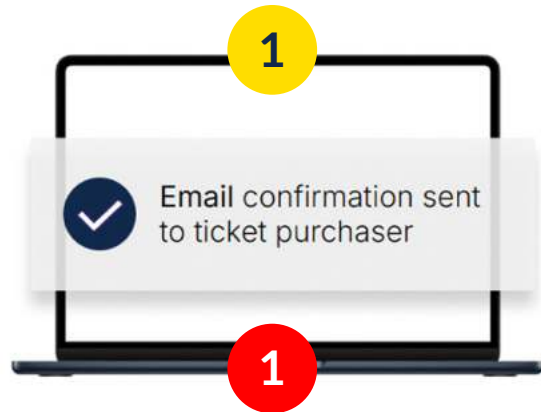 1
Email confirmation sent
to ticket purchaser
1